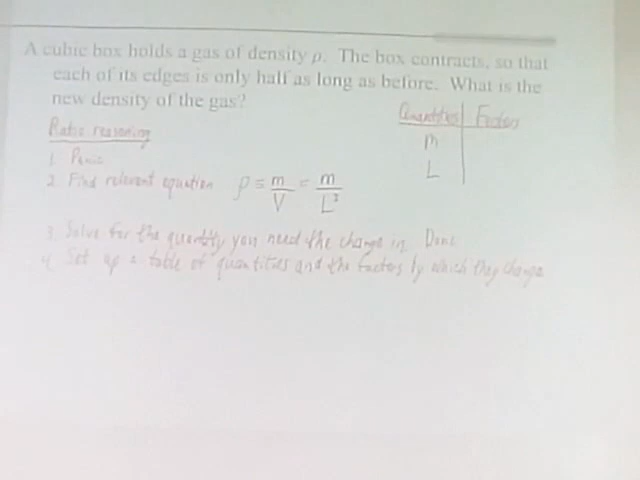 A cubic box holds a gas of density ρ. The box contracts, so that
each of its edges is only half as long as before. What is the
new density of the gas?
Quantities Factors
m
L
Ratio reasoning
1. Panic
2. Find relevant equation ρ = m/V = m/L³
3. Solve for the quantity you need the change in. Done
4. Set up a table of quantities and the factors by which they change